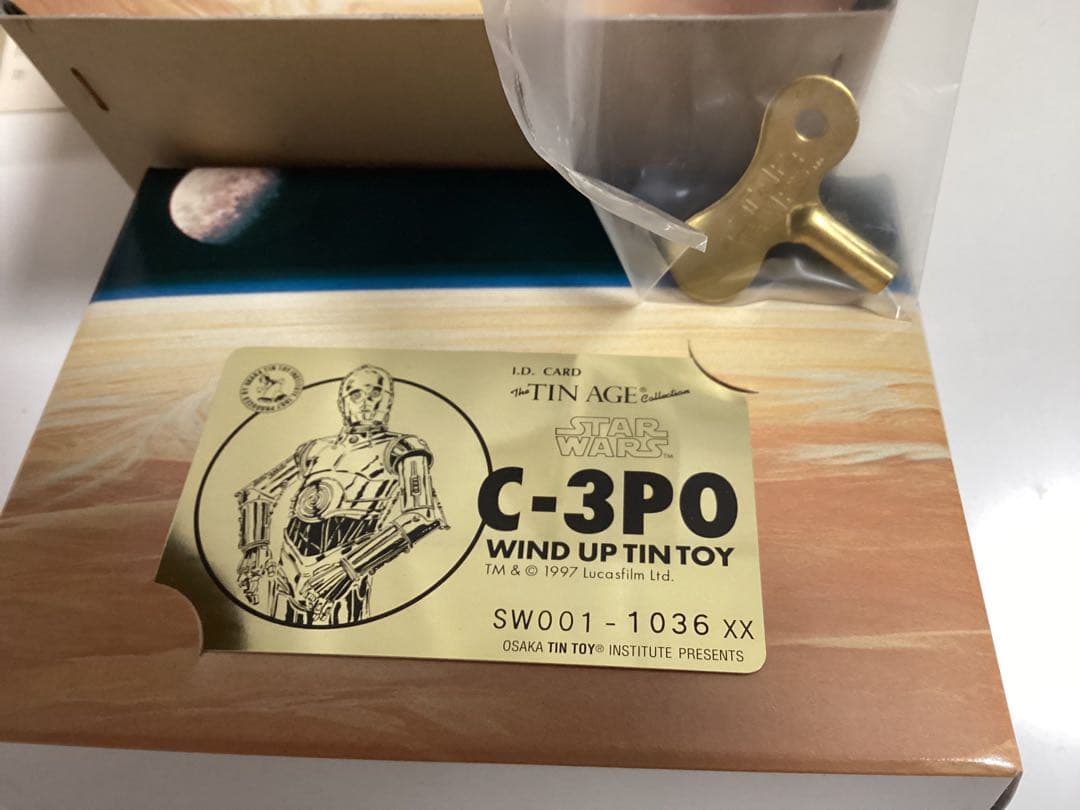 I.D. CARD
The TIN AGE® Collection
STAR
WARS™
C-3PO
WIND UP TIN TOY
TM & © 1997 Lucasfilm Ltd.
SW001 - 1036 XX
OSAKA TIN TOY® INSTITUTE PRESENTS